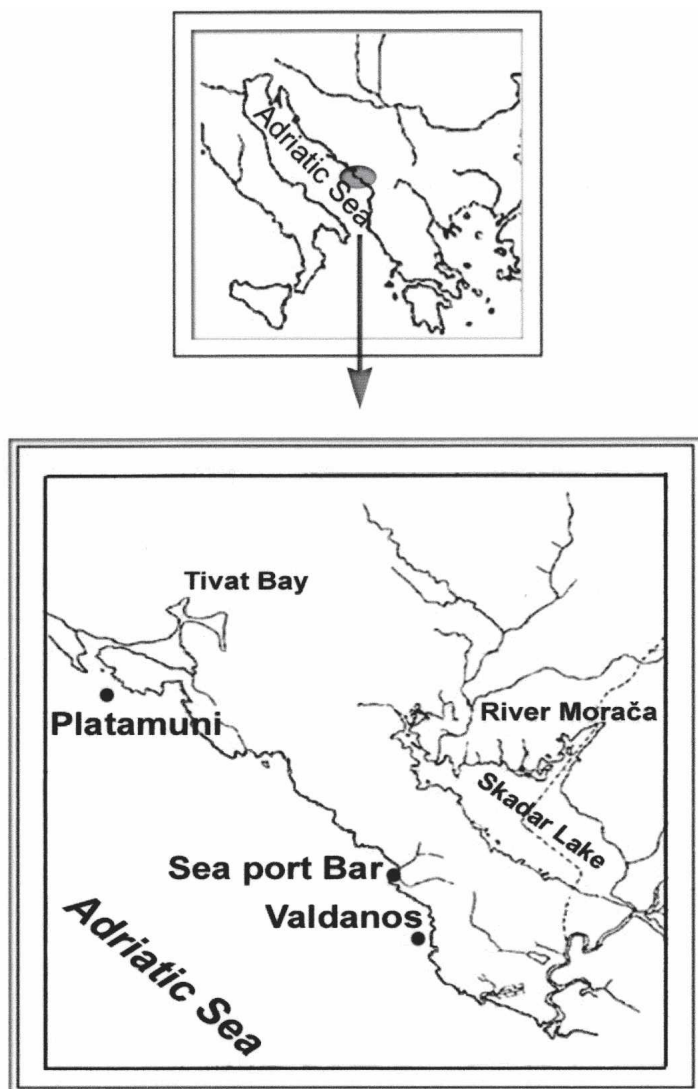 Adriatic Sea
Tivat Bay
Platamuni
River Morača
Skadar Lake
Sea port Bar
Valdanos
Adriatic Sea